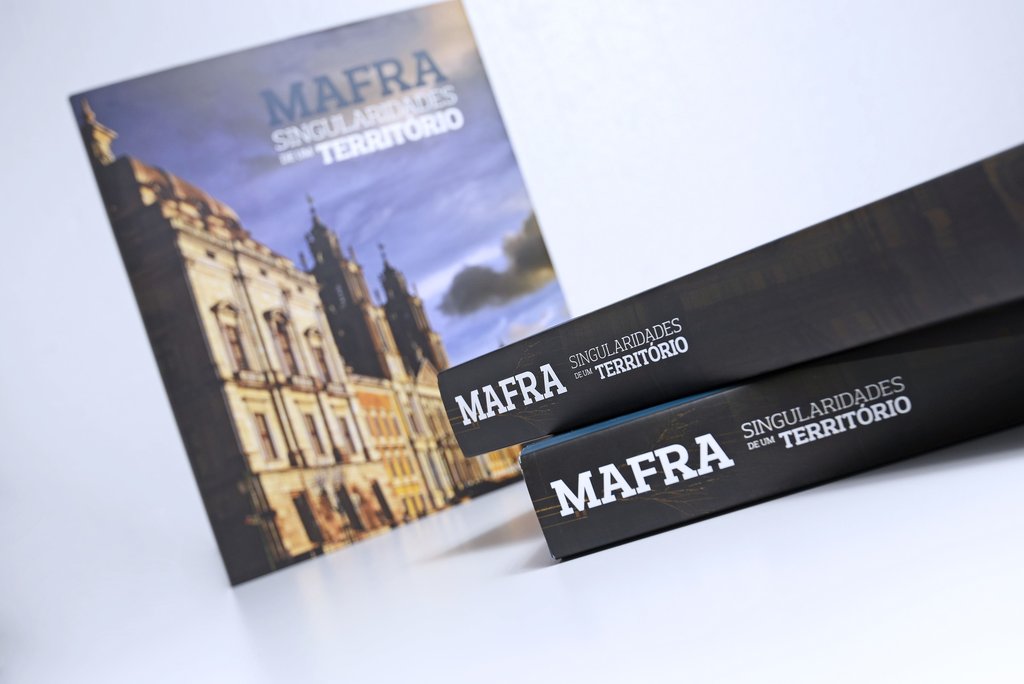 MAFRA
SINGULARIDADES
DE UM TERRITÓRIO
MAFRA
SINGULARIDADES
DE UM TERRITÓRIO
MAFRA
SINGULARIDADES
DE UM TERRITÓRIO